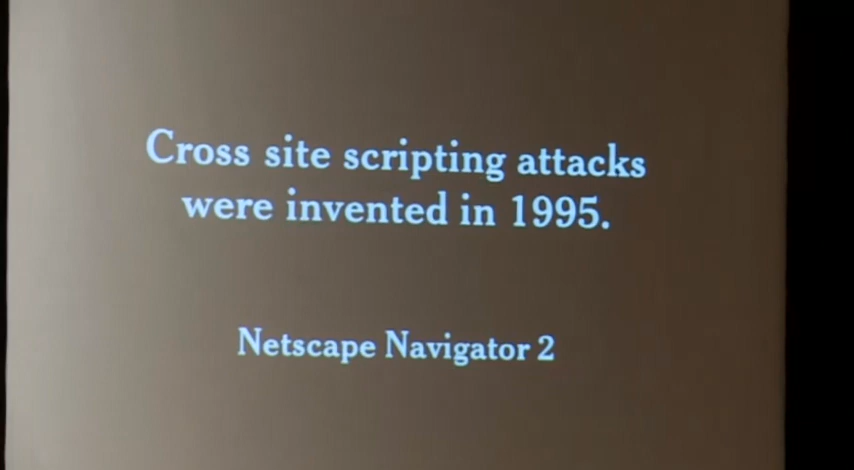 Cross site scripting attacks
were invented in 1995.
Netscape Navigator 2